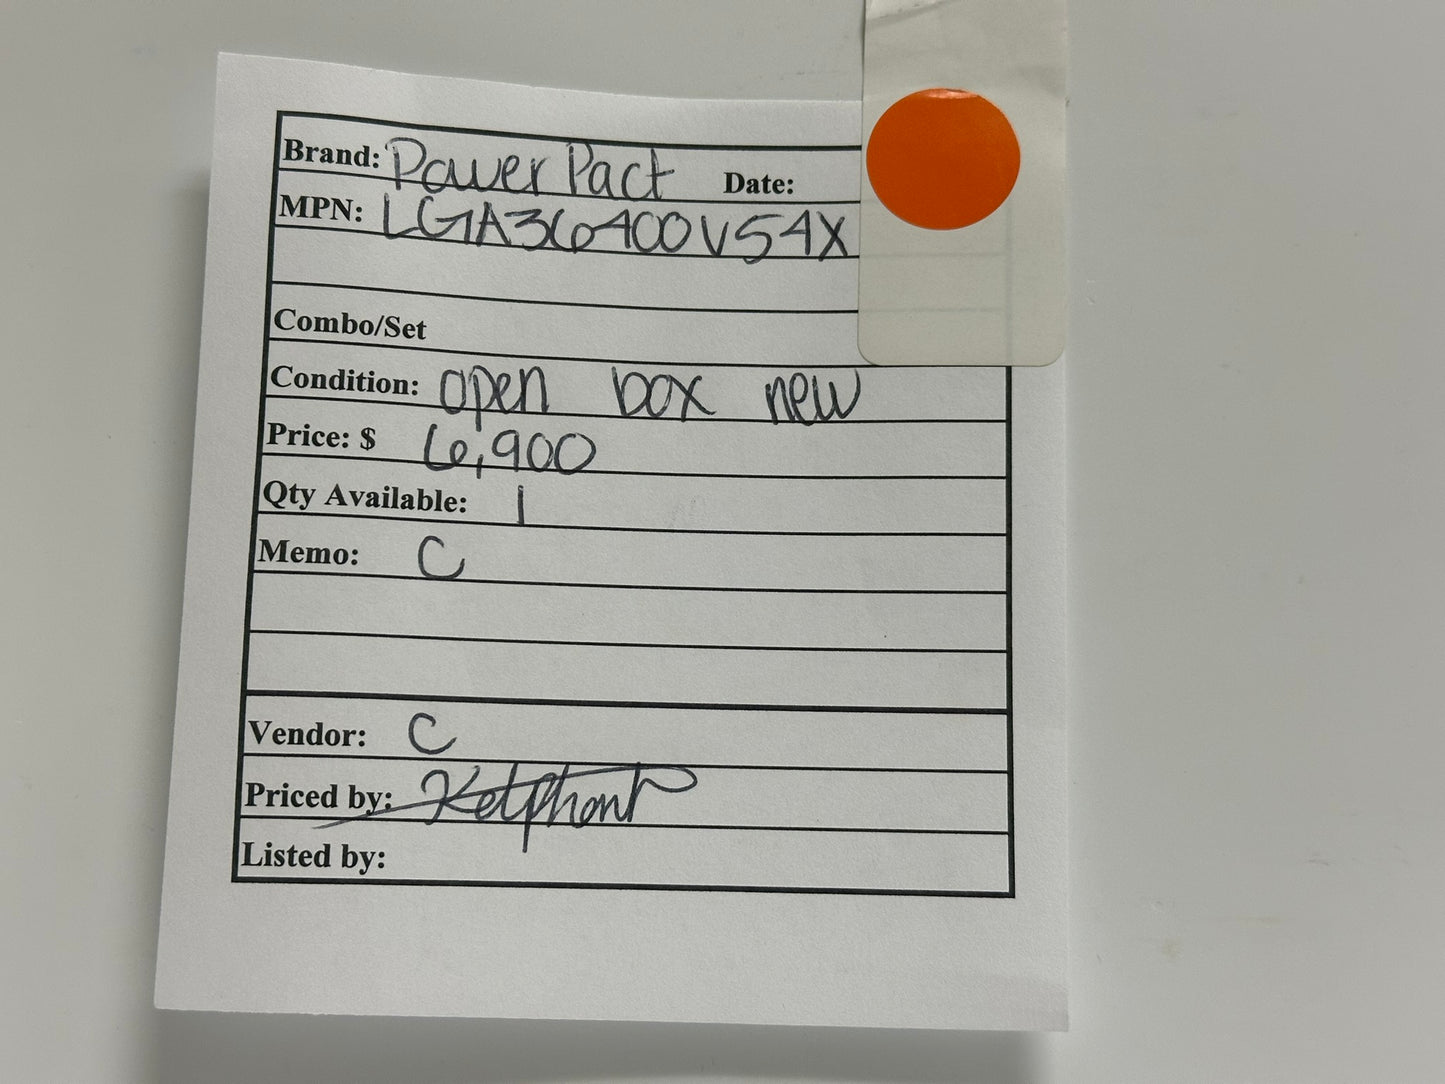 Brand: Power Pact Date:
MPN: LGA36400V54X
Combo/Set
Condition: open box new
Price: $ 6,900
Qty Available: 1
Memo: C
Vendor: C
Priced by:
Listed by: